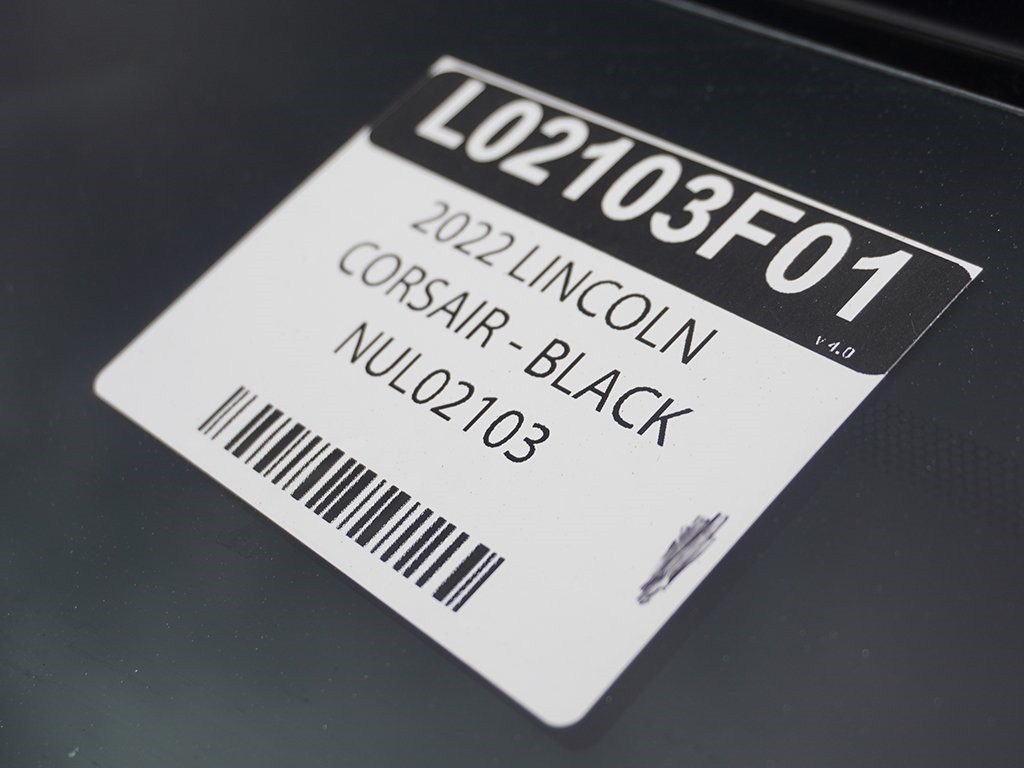 L02103F01
v 4.0
2022 LINCOLN
CORSAIR - BLACK
NUL02103